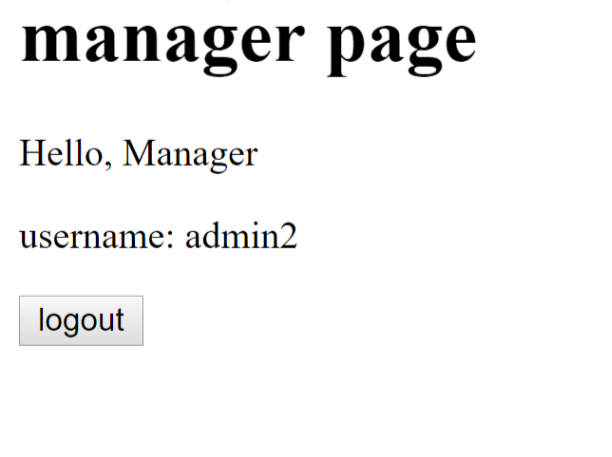 manager page
Hello, Manager
username: admin2
logout